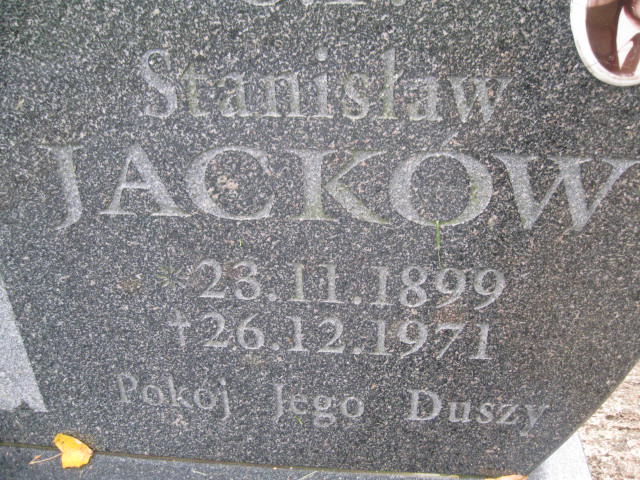 Ś.P.
Stanisław
JACKÓW
* 23.11.1899
† 26.12.1971
Pokój Jego Duszy